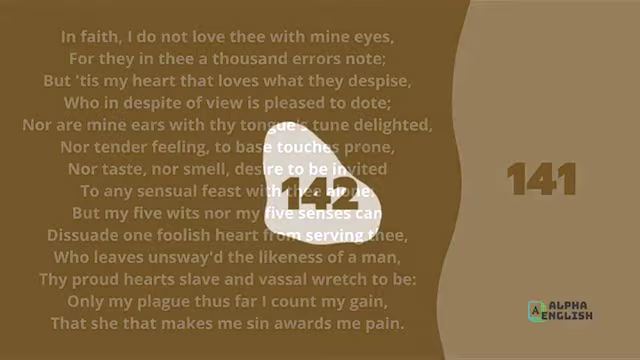 In faith, I do not love thee with mine eyes,
For they in thee a thousand errors note;
But 'tis my heart that loves what they despise,
Who in despite of view is pleased to dote;
Nor are mine ears with thy tongue's tune delighted,
Nor tender feeling, to base touches prone,
Nor taste, nor smell, desire to be invited
To any sensual feast with thee alone:
But my five wits nor my five senses can
Dissuade one foolish heart from serving thee,
Who leaves unsway'd the likeness of a man,
Thy proud hearts slave and vassal wretch to be:
Only my plague thus far I count my gain,
That she that makes me sin awards me pain.
142
141
ALPHA
ENGLISH